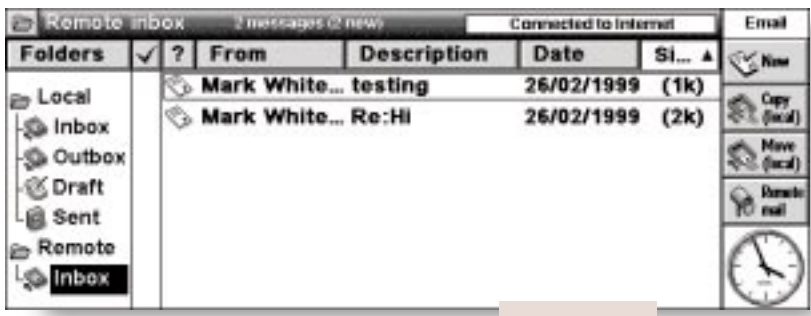 Remote inbox 2 messages (2 new) Connected to Internet Email
Folders ? From Description Date Si...
Local
Inbox
Outbox
Draft
Sent
Remote
Inbox
Mark White... testing 26/02/1999 (1k)
Mark White... Re:Hi 26/02/1999 (2k)
New
Copy
(local)
Move
(local)
Remote
mail